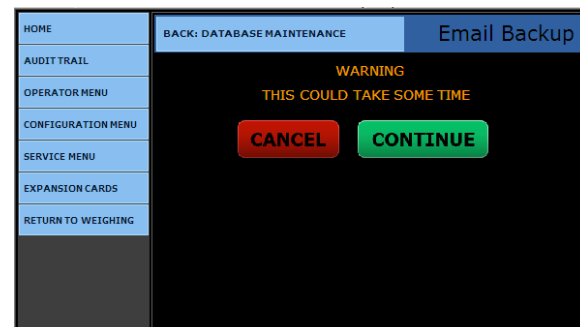 HOME
AUDIT TRAIL
OPERATOR MENU
CONFIGURATION MENU
SERVICE MENU
EXPANSION CARDS
RETURN TO WEIGHING
BACK: DATABASE MAINTENANCE
Email Backup
WARNING
THIS COULD TAKE SOME TIME
CANCEL
CONTINUE